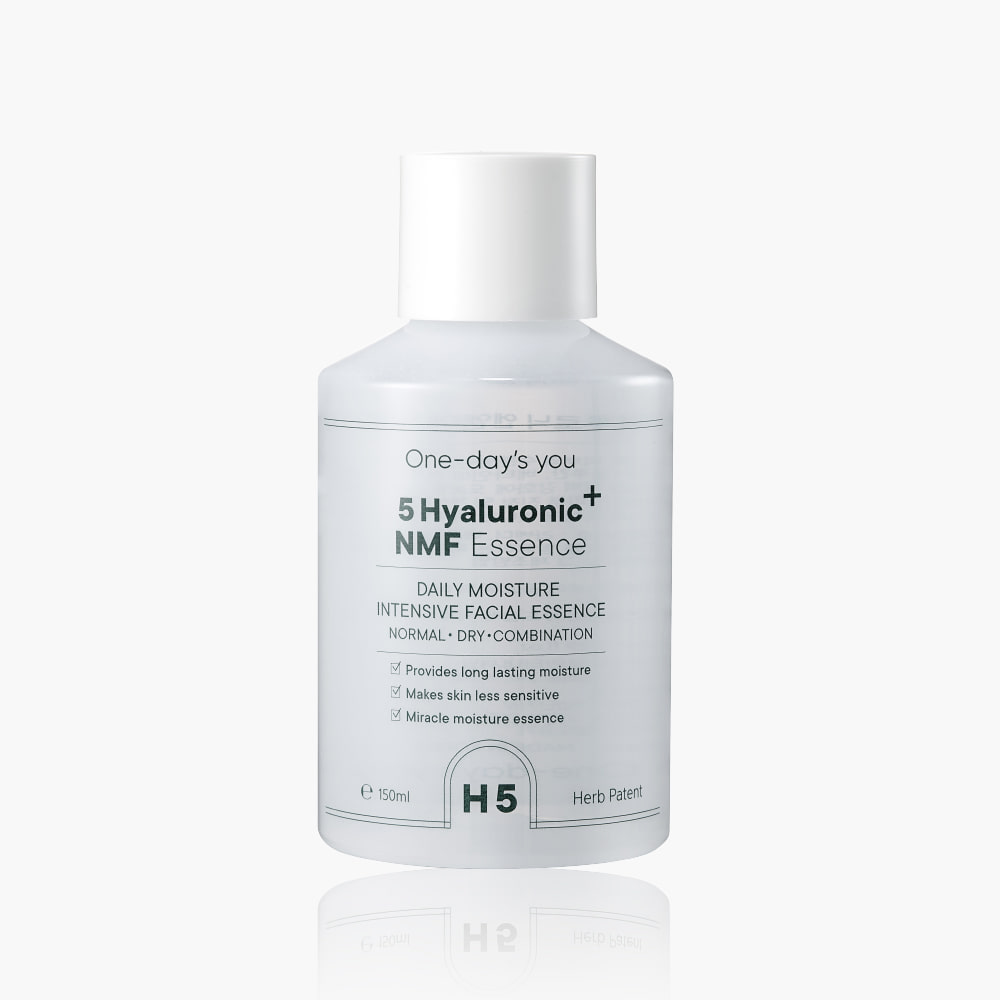 One-day's you
5 Hyaluronic+
NMF Essence
DAILY MOISTURE
INTENSIVE FACIAL ESSENCE
NORMAL • DRY • COMBINATION
☑ Provides long lasting moisture
☑ Makes skin less sensitive
☑ Miracle moisture essence
℮ 150ml
H5
Herb Patent